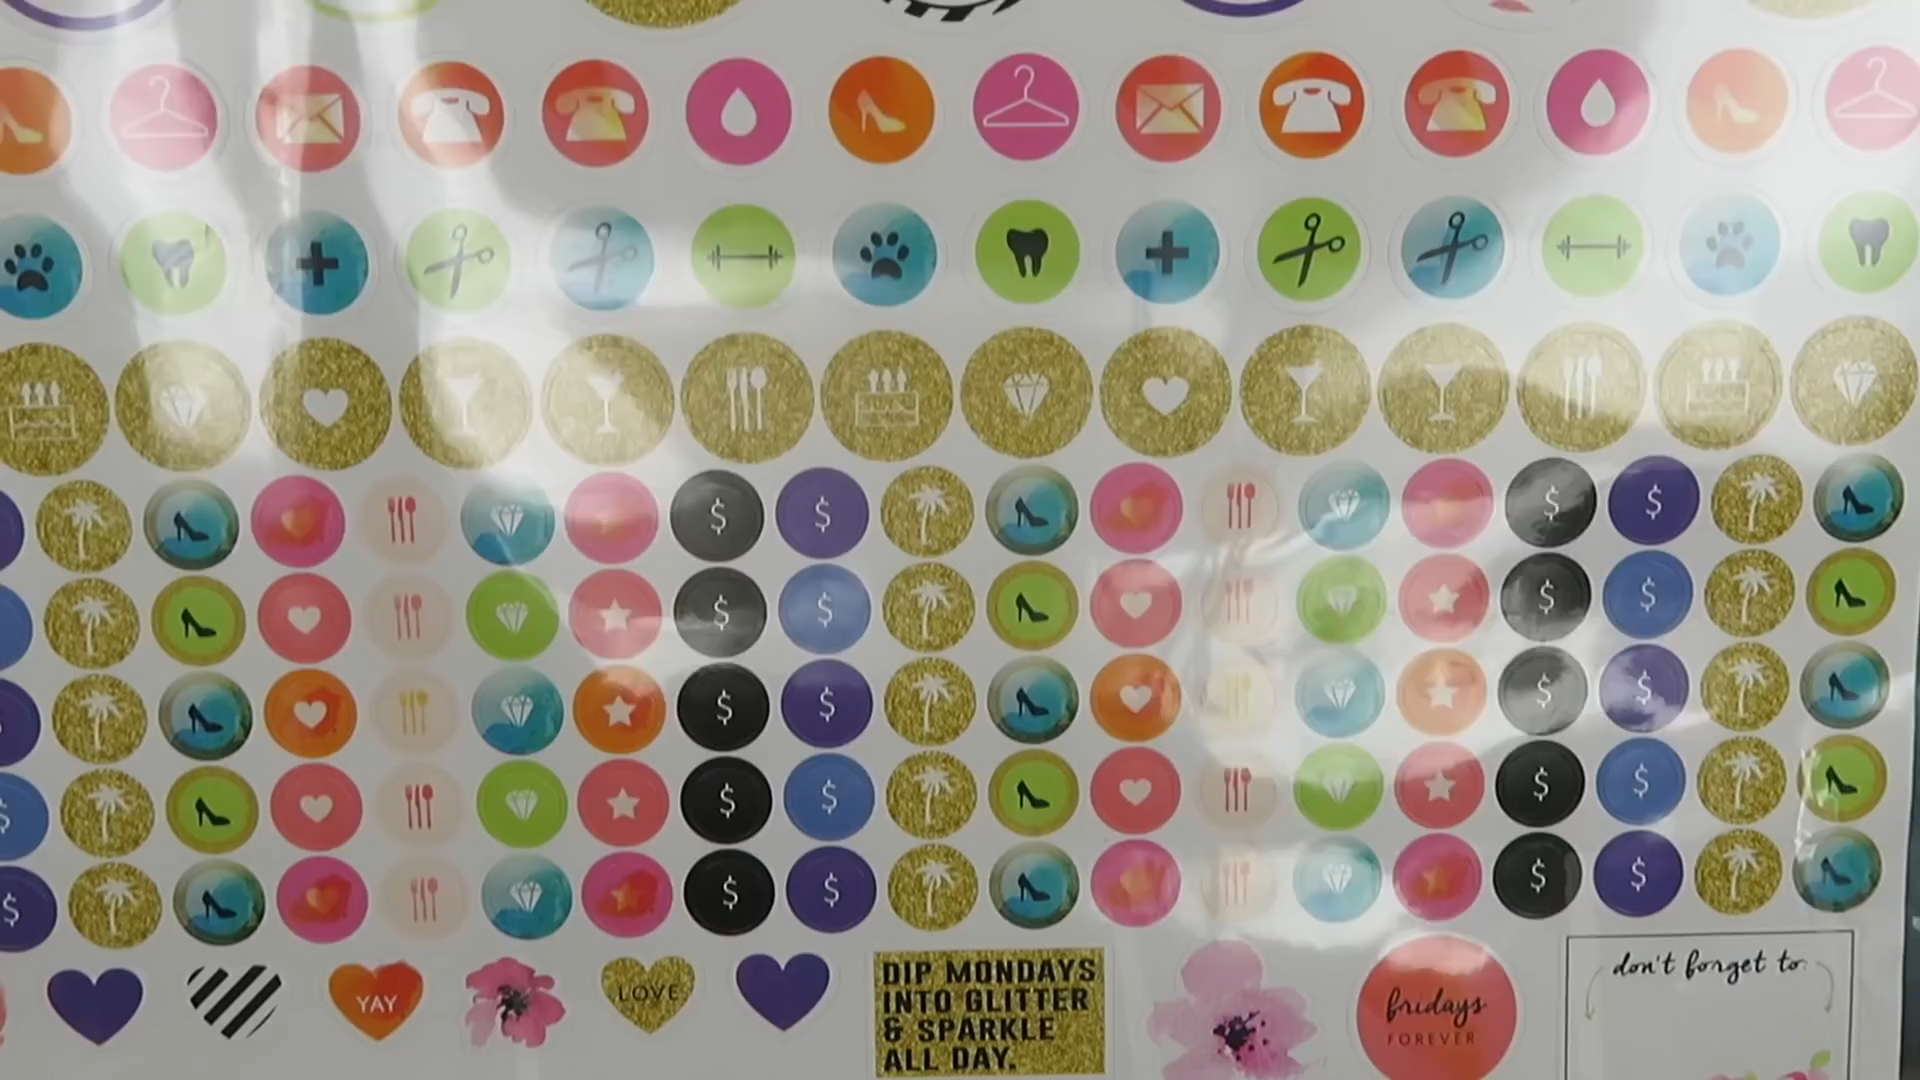 $ $ $ $
$ $ $ $
$ $ $ $ $
$ $ $ $ $
$ $ $ $ $
YAY
LOVE
DIP MONDAYS
INTO GLITTER
& SPARKLE
ALL DAY.
fridays
FOREVER
don't forget to: